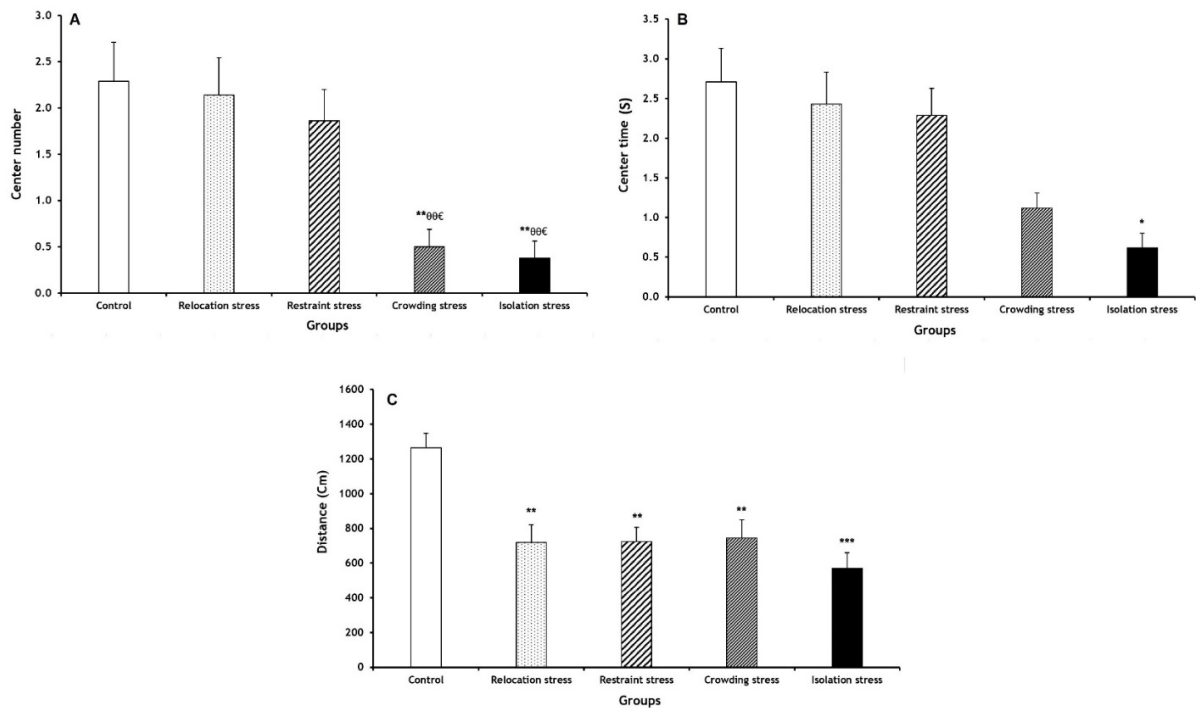 A
3.0
2.5
2.0
1.5
1.0
0.5
0.0
Center number
**θθ€
**θθ€
Control Relocation stress Restraint stress Crowding stress Isolation stress
Groups
B
3.5
3.0
2.5
2.0
1.5
1.0
0.5
0.0
Center time (S)
*
Control Relocation stress Restraint stress Crowding stress Isolation stress
Groups
C
1600
1400
1200
1000
800
600
400
200
0
Distance (Cm)
** ** ** ***
Control Relocation stress Restraint stress Crowding stress Isolation stress
Groups